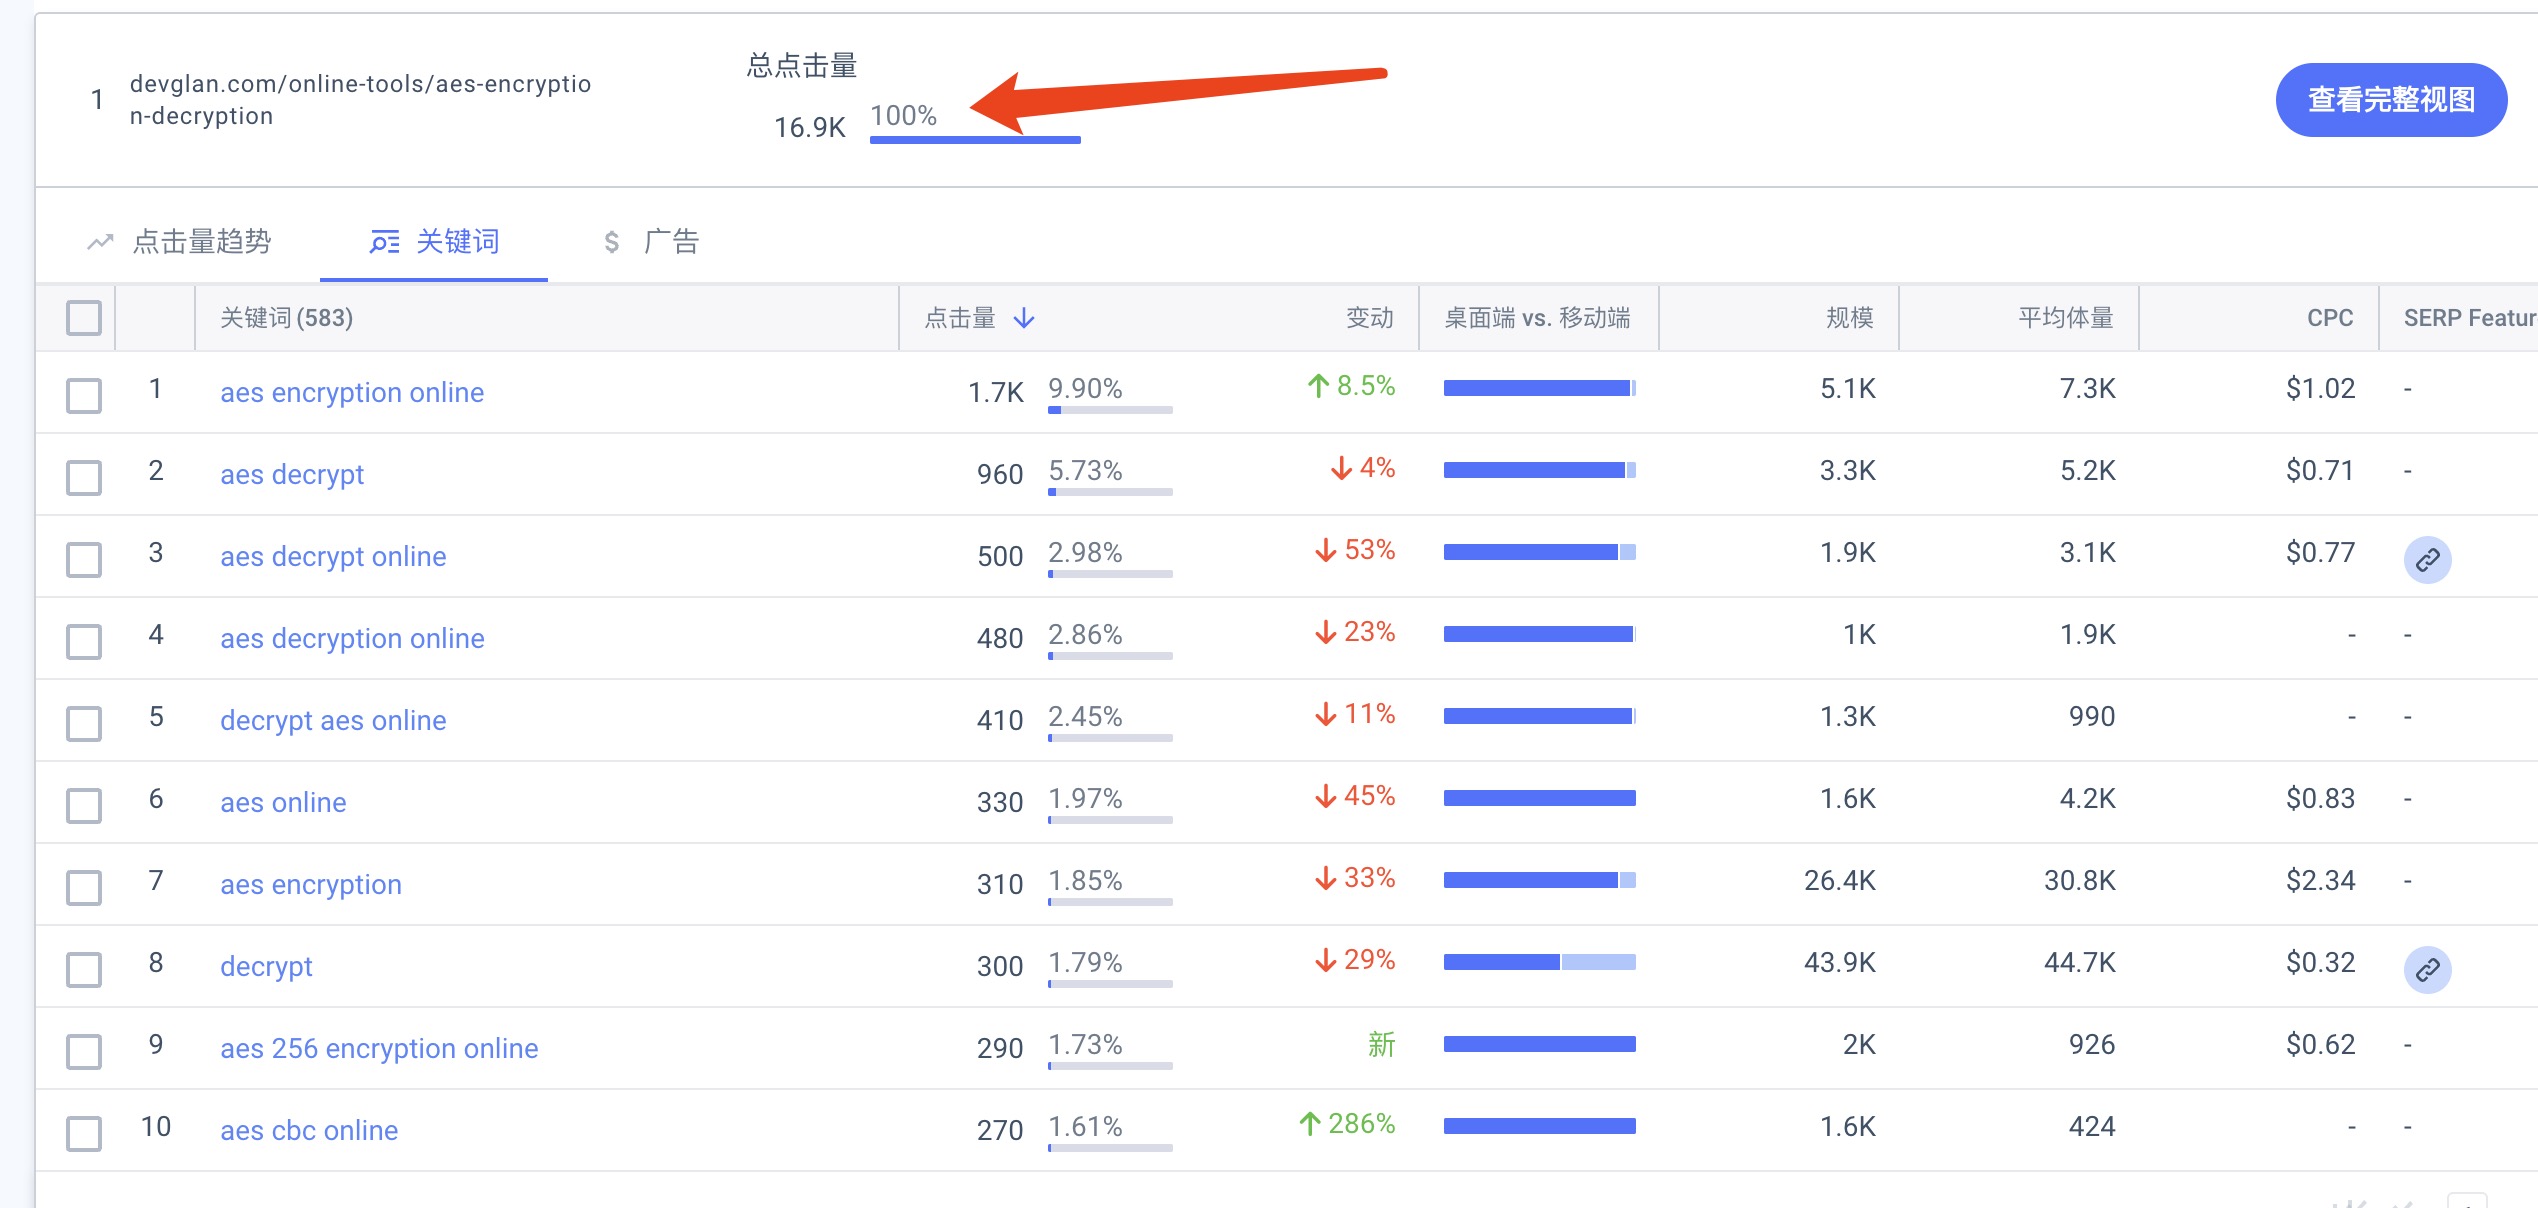 总点击量
1 devglan.com/online-tools/aes-encryptio
n-decryption
16.9K 100%
查看完整视图
点击量趋势 关键词 $ 广告
关键词 (583) 点击量 变动 桌面端 vs. 移动端 规模 平均体量 CPC SERP Featur
1 aes encryption online 1.7K 9.90% ↑ 8.5% 5.1K 7.3K $1.02 -
2 aes decrypt 960 5.73% ↓ 4% 3.3K 5.2K $0.71 -
3 aes decrypt online 500 2.98% ↓ 53% 1.9K 3.1K $0.77
4 aes decryption online 480 2.86% ↓ 23% 1K 1.9K - -
5 decrypt aes online 410 2.45% ↓ 11% 1.3K 990 - -
6 aes online 330 1.97% ↓ 45% 1.6K 4.2K $0.83 -
7 aes encryption 310 1.85% ↓ 33% 26.4K 30.8K $2.34 -
8 decrypt 300 1.79% ↓ 29% 43.9K 44.7K $0.32
9 aes 256 encryption online 290 1.73% 新 2K 926 $0.62 -
10 aes cbc online 270 1.61% ↑ 286% 1.6K 424 - -